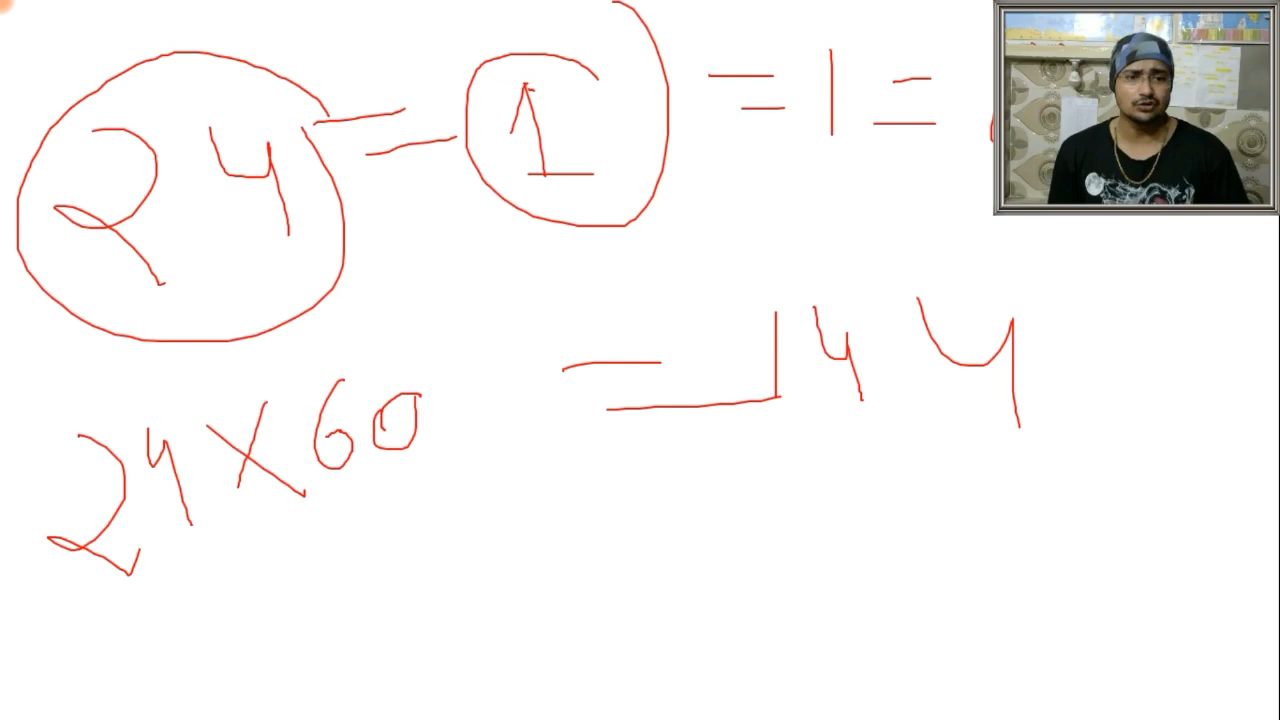 24 = 1 = 1 =
24 × 60 = 144